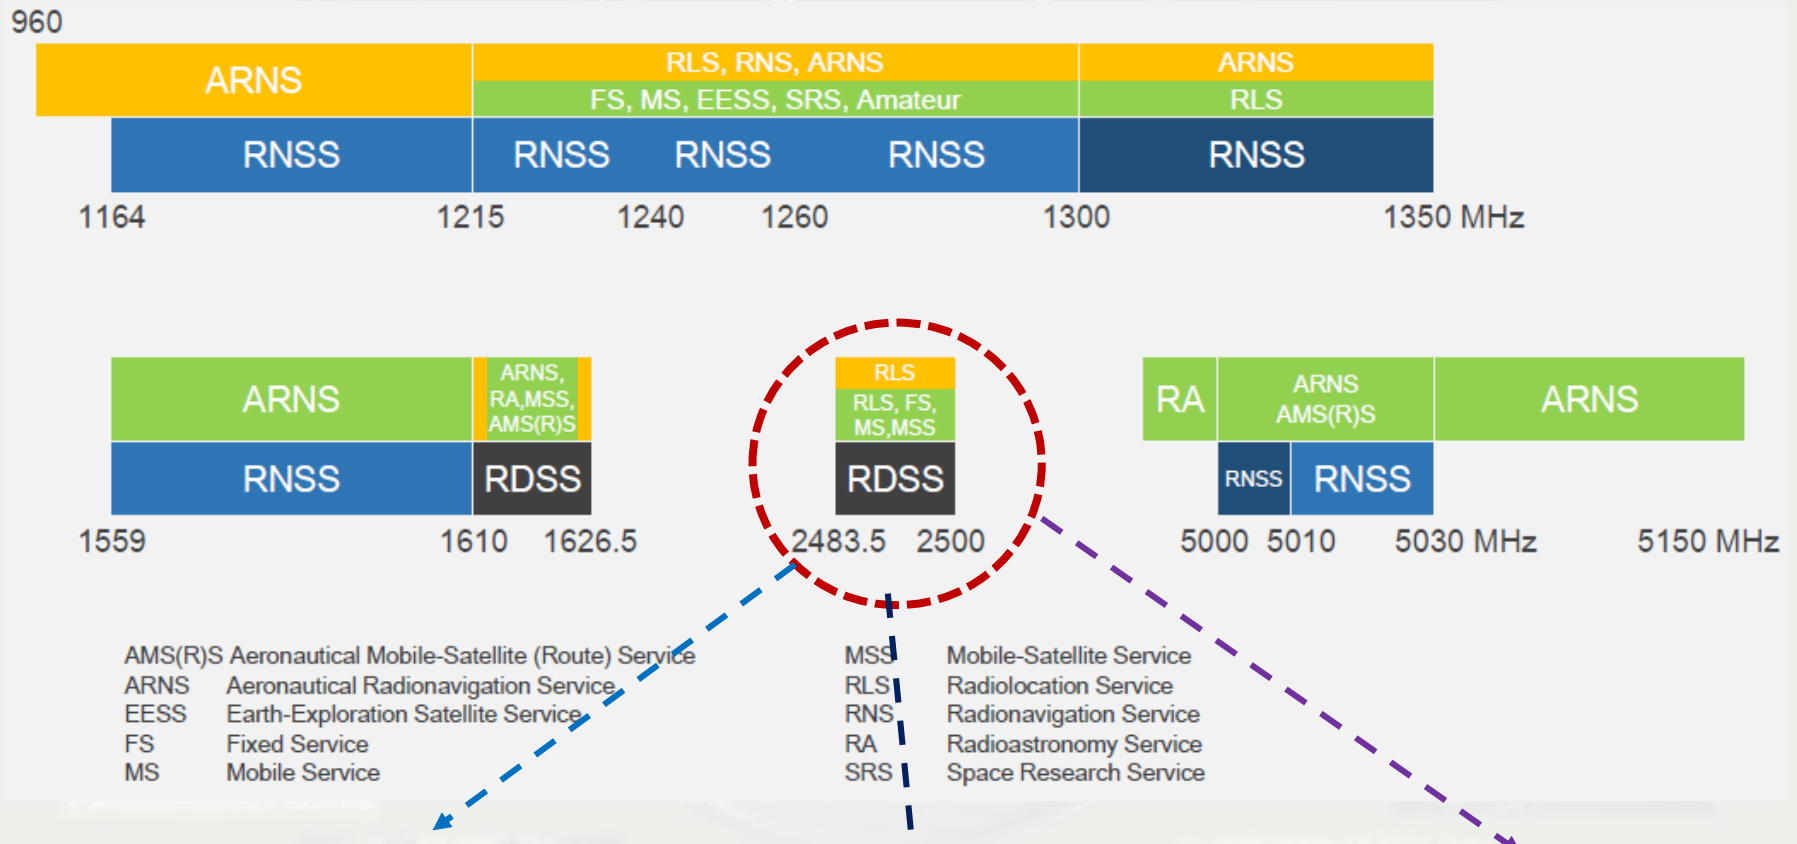 960
ARNS
RLS, RNS, ARNS
ARNS
FS, MS, EESS, SRS, Amateur
RLS
RNSS
RNSS
RNSS
RNSS
RNSS
1164
1215
1240
1260
1300
1350 MHz
ARNS
ARNS,
RA,MSS,
AMS(R)S
RLS
RLS, FS,
MS,MSS
RA
ARNS
AMS(R)S
ARNS
RNSS
RDSS
RDSS
RNSS
RNSS
1559
1610
1626.5
2483.5
2500
5000
5010
5030 MHz
5150 MHz
AMS(R)S Aeronautical Mobile-Satellite (Route) Service
ARNS Aeronautical Radionavigation Service
EESS Earth-Exploration Satellite Service
FS Fixed Service
MS Mobile Service
MSS Mobile-Satellite Service
RLS Radiolocation Service
RNS Radionavigation Service
RA Radioastronomy Service
SRS Space Research Service